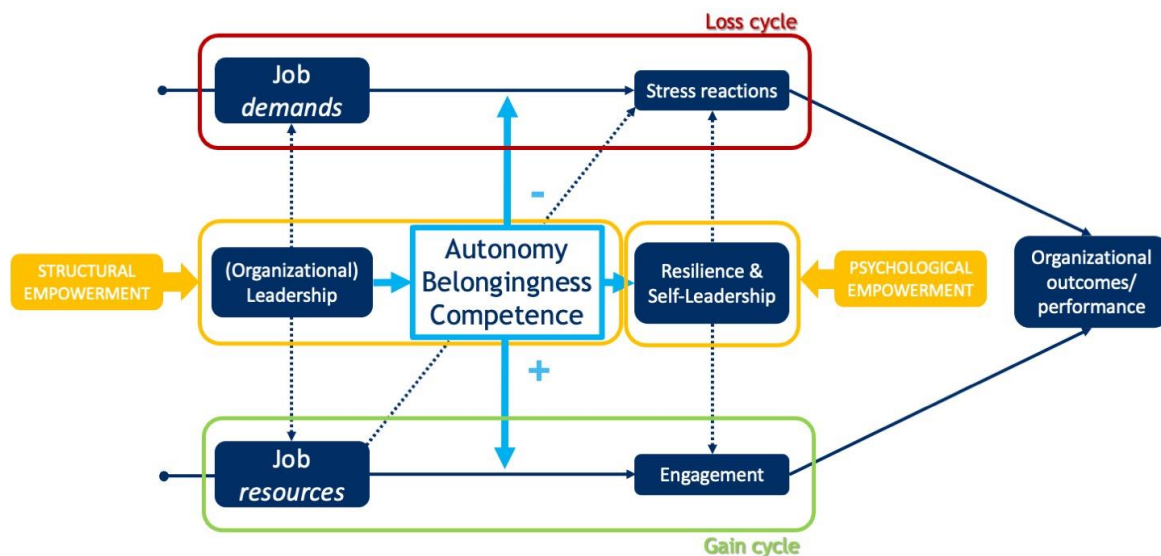 Loss cycle
Job
demands
Stress reactions
-
STRUCTURAL
EMPOWERMENT
(Organizational)
Leadership
Autonomy
Belongingness
Competence
Resilience &
Self-Leadership
PSYCHOLOGICAL
EMPOWERMENT
Organizational
outcomes/
performance
+
Job
resources
Engagement
Gain cycle